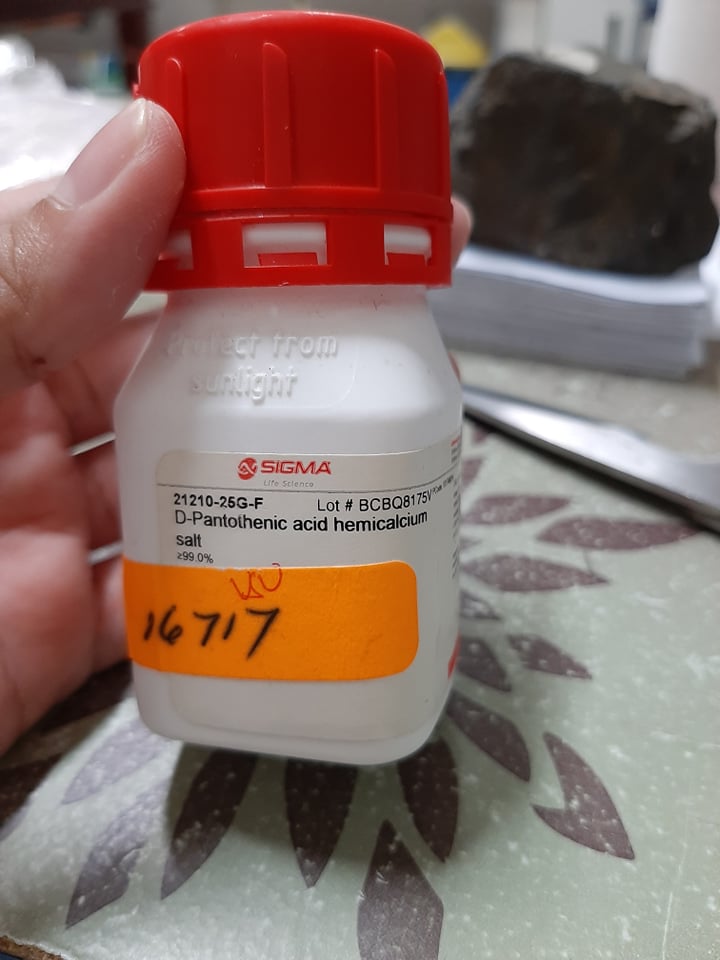 Protect from
sunlight
SIGMA
Life Science
21210-25G-F Lot # BCBQ8175V
D-Pantothenic acid hemicalcium
salt
≥99.0%
16717